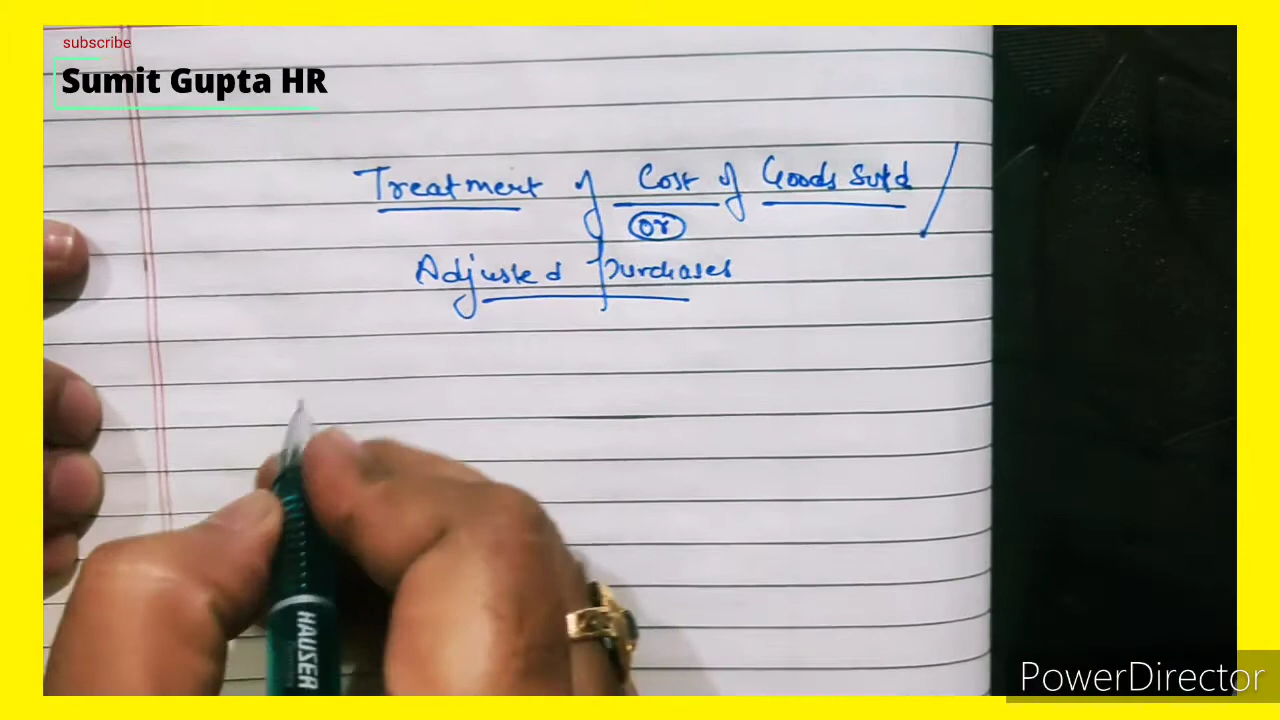 subscribe
Sumit Gupta HR
Treatment of Cost of Goods Sold /
or
Adjusted Purchases
HAUSER
PowerDirector